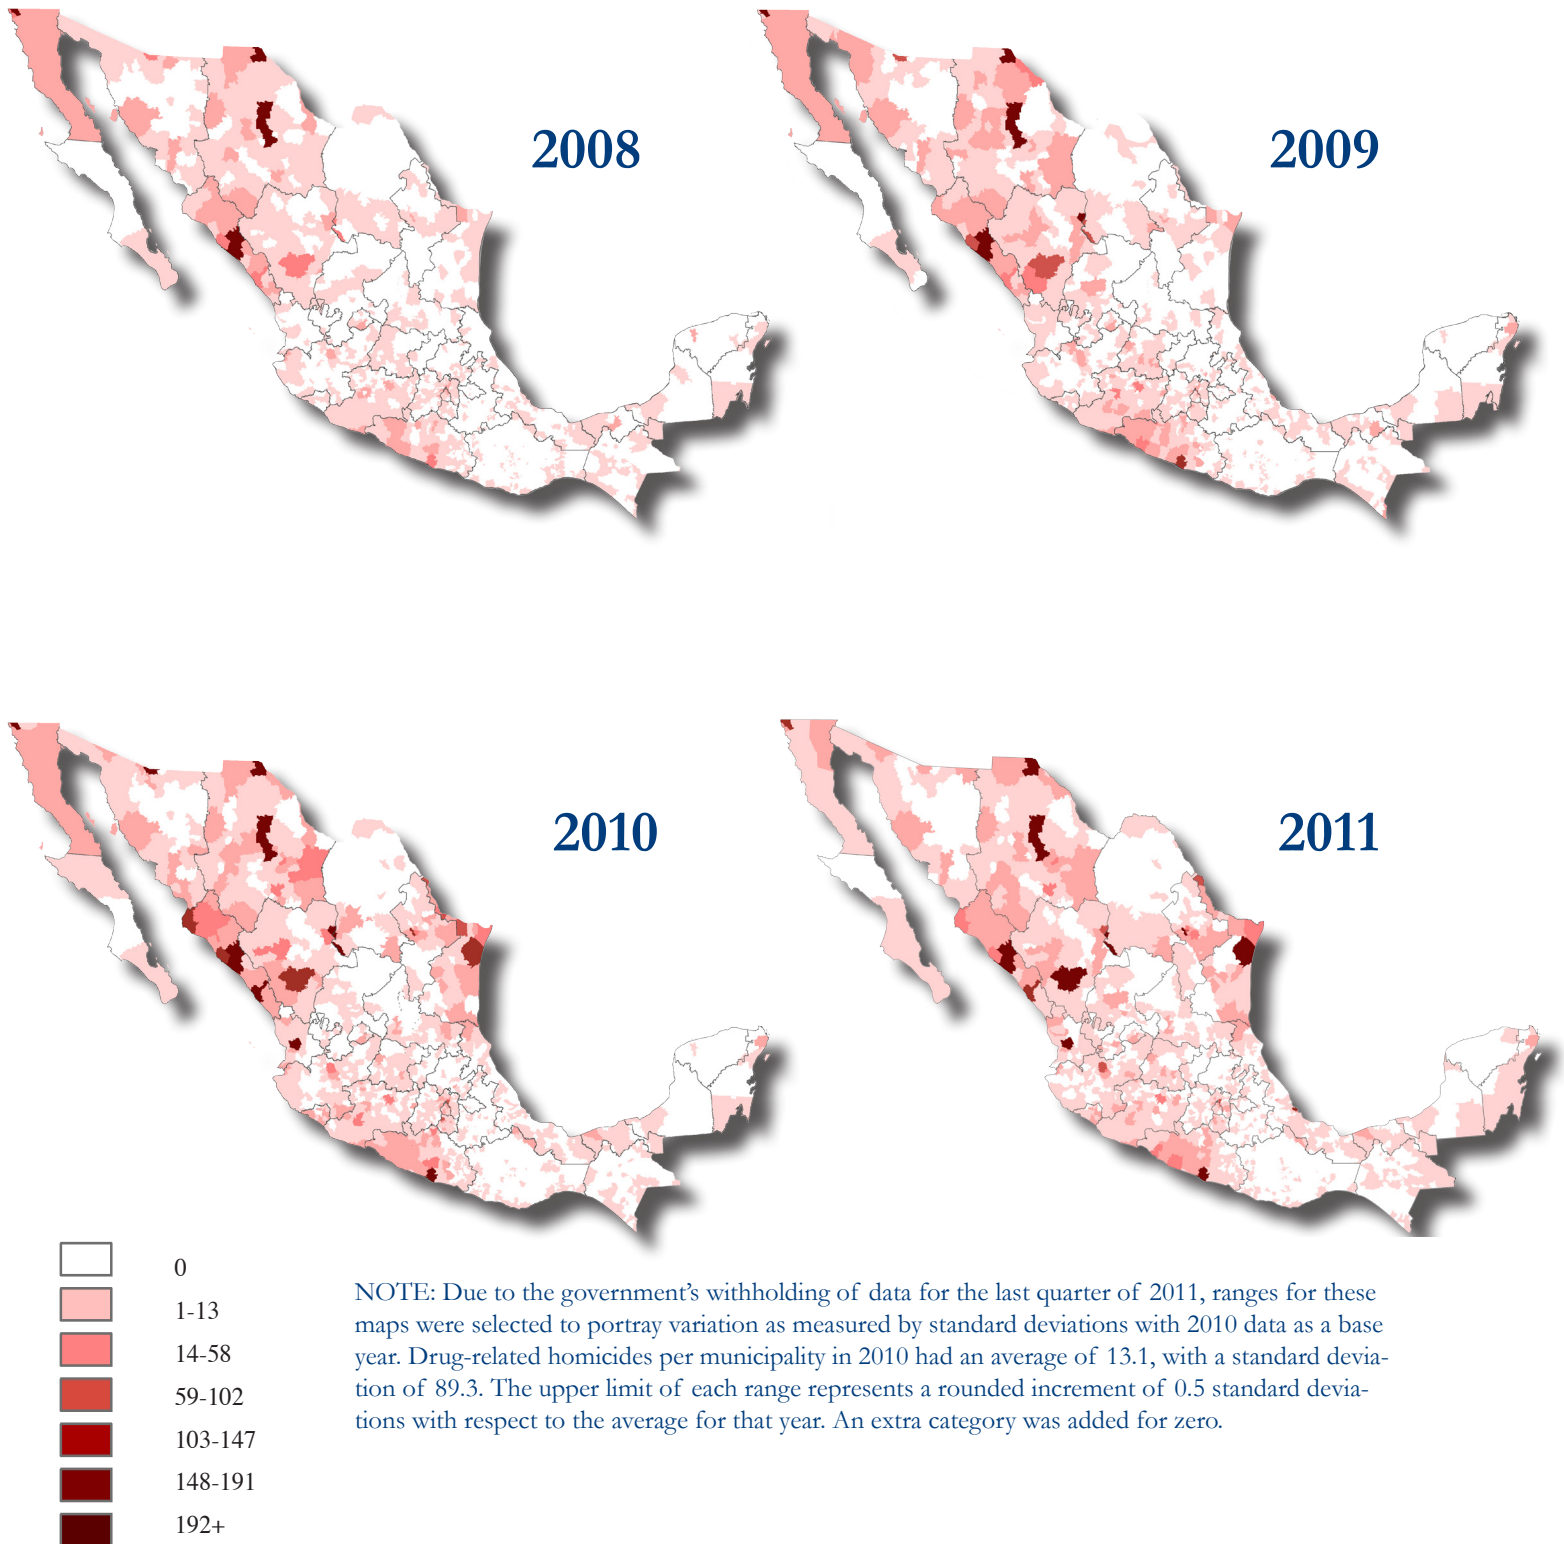 2008
2009
2010
2011
0
1-13
14-58
59-102
103-147
148-191
192+
NOTE: Due to the government’s withholding of data for the last quarter of 2011, ranges for these
maps were selected to portray variation as measured by standard deviations with 2010 data as a base
year. Drug-related homicides per municipality in 2010 had an average of 13.1, with a standard devia-
tion of 89.3. The upper limit of each range represents a rounded increment of 0.5 standard devia-
tions with respect to the average for that year. An extra category was added for zero.